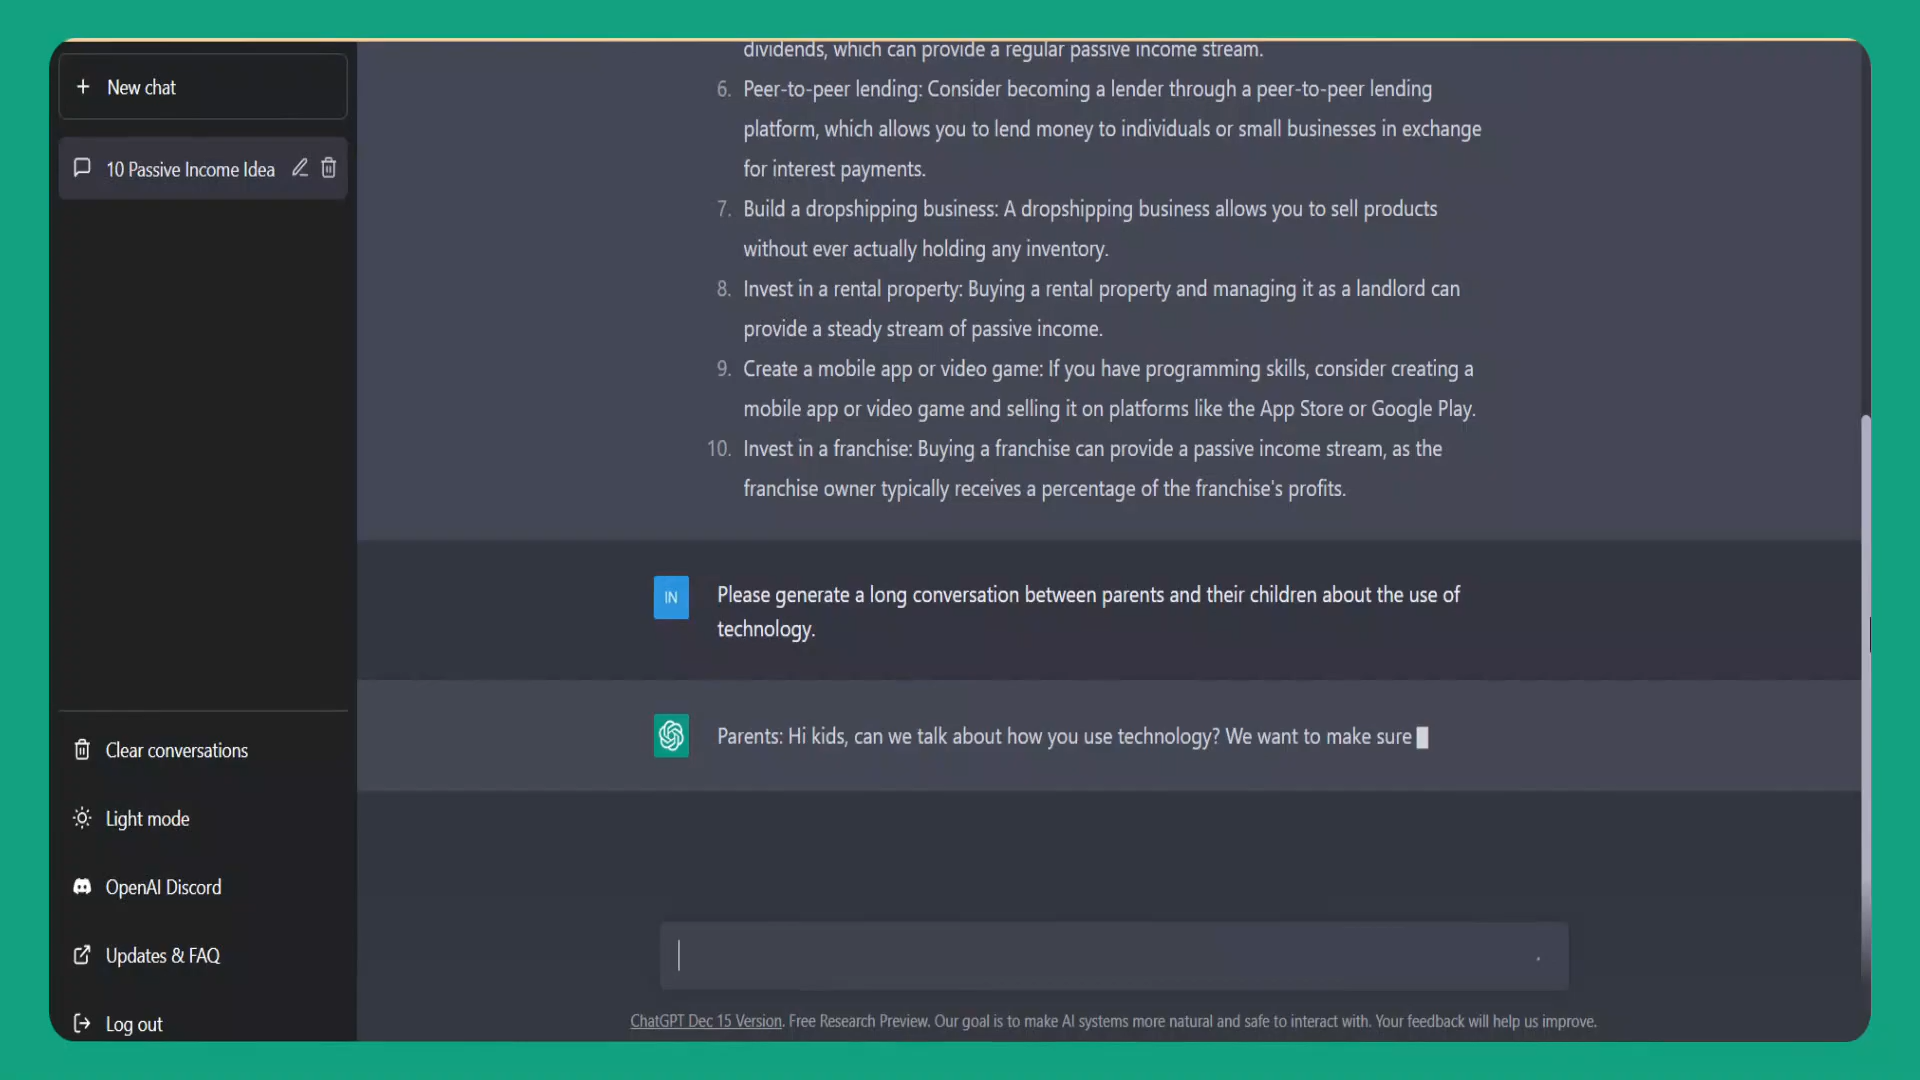 + New chat
10 Passive Income Idea
Clear conversations
Light mode
OpenAI Discord
Updates & FAQ
Log out
dividends, which can provide a regular passive income stream.
6. Peer-to-peer lending: Consider becoming a lender through a peer-to-peer lending
platform, which allows you to lend money to individuals or small businesses in exchange
for interest payments.
7. Build a dropshipping business: A dropshipping business allows you to sell products
without ever actually holding any inventory.
8. Invest in a rental property: Buying a rental property and managing it as a landlord can
provide a steady stream of passive income.
9. Create a mobile app or video game: If you have programming skills, consider creating a
mobile app or video game and selling it on platforms like the App Store or Google Play.
10. Invest in a franchise: Buying a franchise can provide a passive income stream, as the
franchise owner typically receives a percentage of the franchise's profits.
IN
Please generate a long conversation between parents and their children about the use of
technology.
Parents: Hi kids, can we talk about how you use technology? We want to make sure
ChatGPT Dec 15 Version. Free Research Preview. Our goal is to make AI systems more natural and safe to interact with. Your feedback will help us improve.